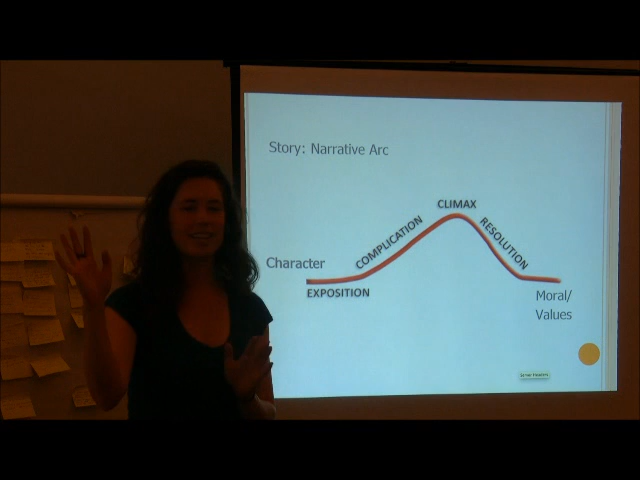 Story: Narrative Arc
CLIMAX
COMPLICATION
RESOLUTION
Character
EXPOSITION
Moral/
Values